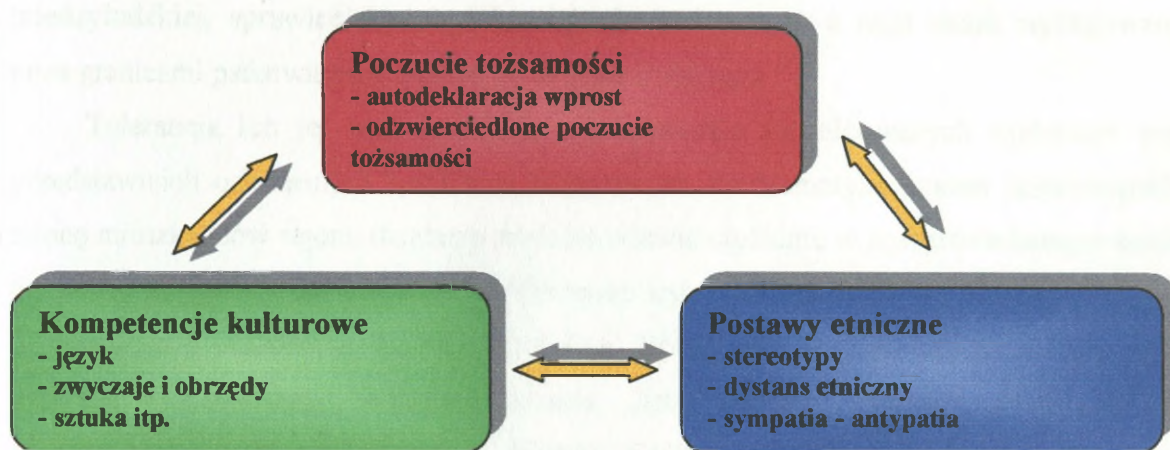 Poczucie tożsamości
- autodeklaracja wprost
- odzwierciedlone poczucie
tożsamości
Kompetencje kulturowe
- język
- zwyczaje i obrzędy
- sztuka itp.
Postawy etniczne
- stereotypy
- dystans etniczny
- sympatia - antypatia